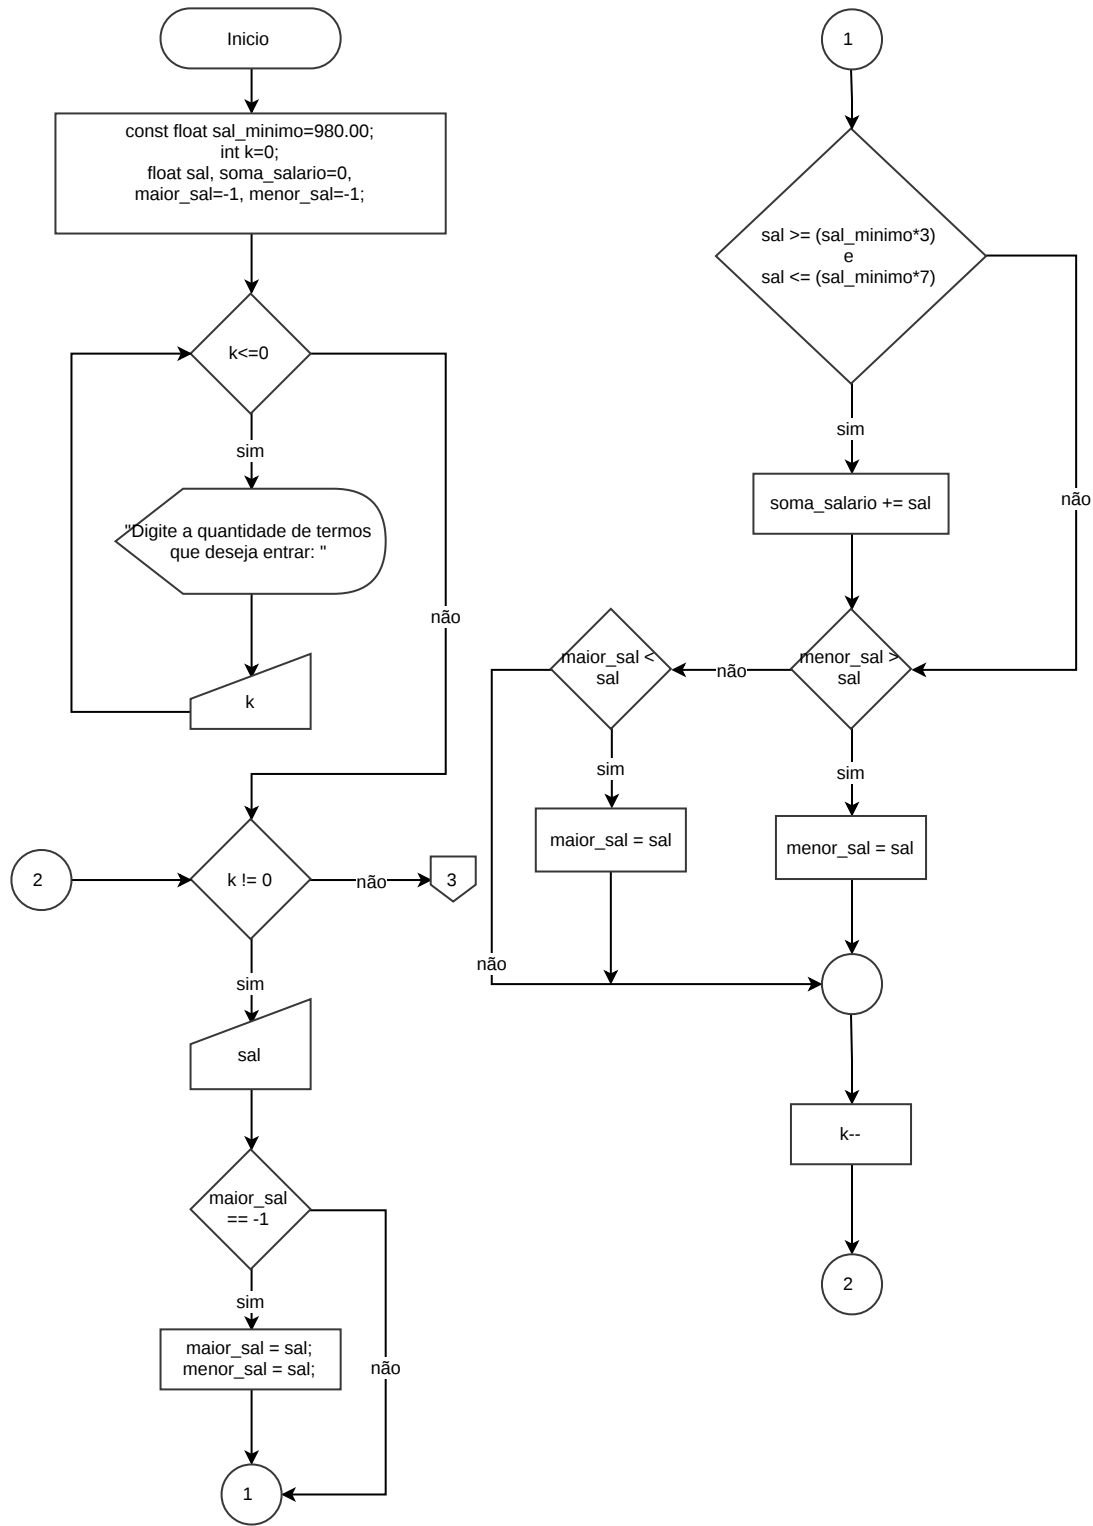 Inicio
const float sal_minimo=980.00;
int k=0;
float sal, soma_salario=0,
maior_sal=-1, menor_sal=-1;
k<=0
sim
"Digite a quantidade de termos
que deseja entrar: "
não
k
2
k != 0
não
3
sim
sal
maior_sal
== -1
sim
maior_sal = sal;
menor_sal = sal;
não
1
1
sal >= (sal_minimo*3)
e
sal <= (sal_minimo*7)
sim
não
soma_salario += sal
maior_sal <
sal
não
menor_sal >
sal
sim
sim
maior_sal = sal
menor_sal = sal
não
k--
2